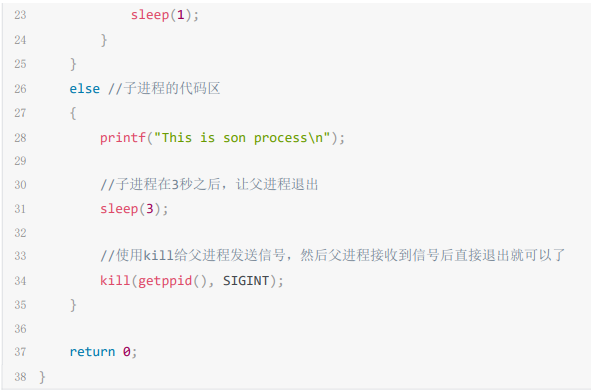 23 sleep(1);
24 }
25 }
26 else //子进程的代码区
27 {
28 printf("This is son process\n");
29
30 //子进程在3秒之后，让父进程退出
31 sleep(3);
32
33 //使用kill给父进程发送信号，然后父进程接收到信号后直接退出就可以了
34 kill(getppid(), SIGINT);
35 }
36
37 return 0;
38 }